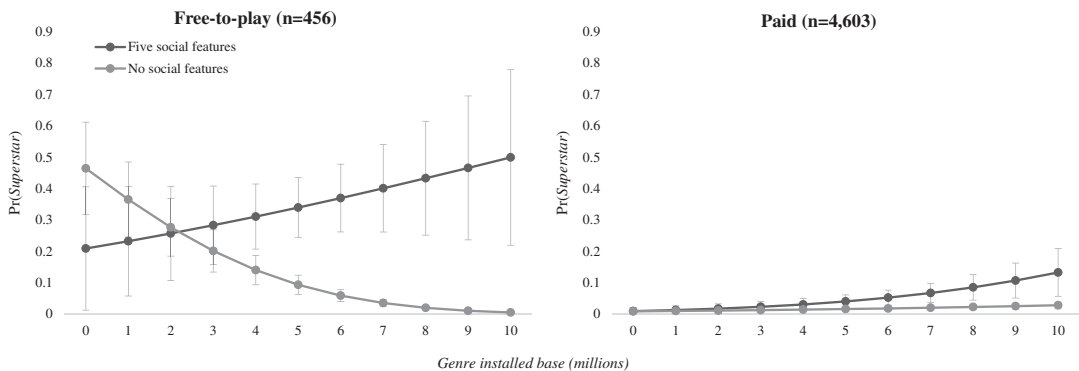 Free-to-play (n=456)
0.9
0.8
0.7
0.6
0.5
0.4
0.3
0.2
0.1
0
Pr(Superstar)
Five social features
No social features
0 1 2 3 4 5 6 7 8 9 10
Paid (n=4,603)
0.9
0.8
0.7
0.6
0.5
0.4
0.3
0.2
0.1
0
Pr(Superstar)
0 1 2 3 4 5 6 7 8 9 10
Genre installed base (millions)